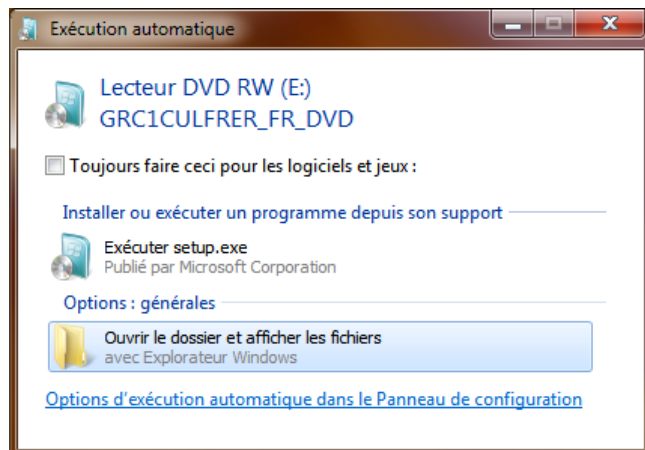 Exécution automatique
Lecteur DVD RW (E:)
GRC1CULFRER_FR_DVD
Toujours faire ceci pour les logiciels et jeux :
Installer ou exécuter un programme depuis son support
Exécuter setup.exe
Publié par Microsoft Corporation
Options : générales
Ouvrir le dossier et afficher les fichiers
avec Explorateur Windows
Options d'exécution automatique dans le Panneau de configuration